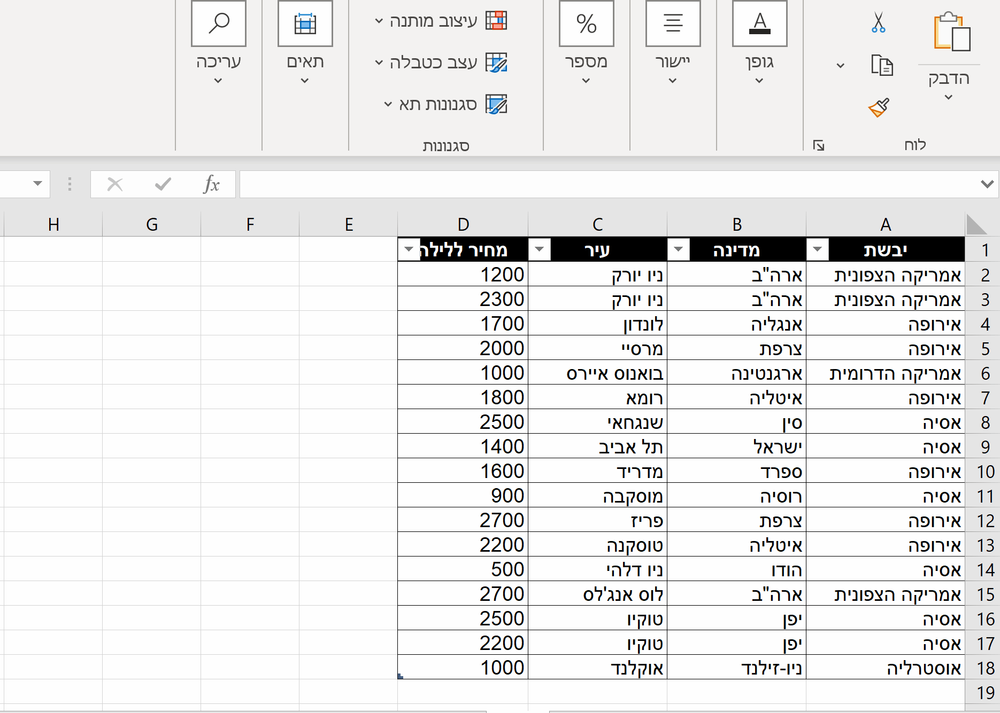 הדבק
לוח
גופן
יישור
% מספר
עיצוב מותנה
עצב כטבלה
סגנונות תא
סגנונות
תאים
עריכה
fx
A B C D E F G H
1 יבשת מדינה עיר מחיר ללילה
2 אמריקה הצפונית ארה"ב ניו יורק 1200
3 אמריקה הצפונית ארה"ב ניו יורק 2300
4 אירופה אנגליה לונדון 1700
5 אירופה צרפת מרסיי 2000
6 אמריקה הדרומית ארגנטינה בואנוס איירס 1000
7 אירופה איטליה רומא 1800
8 אסיה סין שנגחאי 2500
9 אסיה ישראל תל אביב 1400
10 אירופה ספרד מדריד 1600
11 אסיה רוסיה מוסקבה 900
12 אירופה צרפת פריז 2700
13 אירופה איטליה טוסקנה 2200
14 אסיה הודו ניו דלהי 500
15 אמריקה הצפונית ארה"ב לוס אנג'לס 2700
16 אסיה יפן טוקיו 2500
17 אסיה יפן טוקיו 2200
18 אוסטרליה ניו-זילנד אוקלנד 1000
19